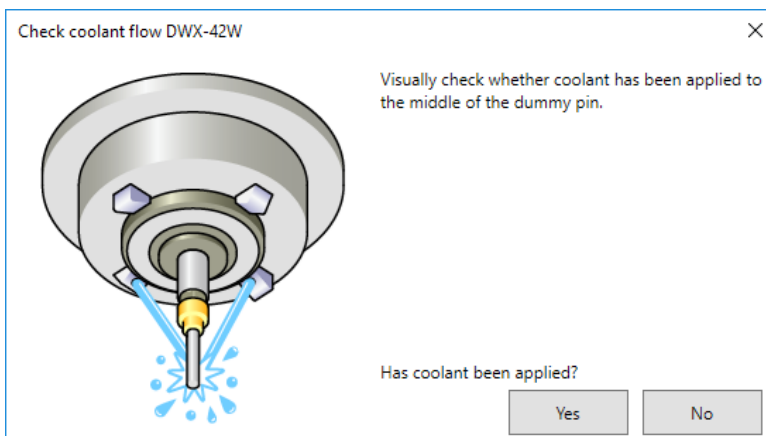 Check coolant flow DWX-42W
Visually check whether coolant has been applied to
the middle of the dummy pin.
Has coolant been applied?
Yes
No